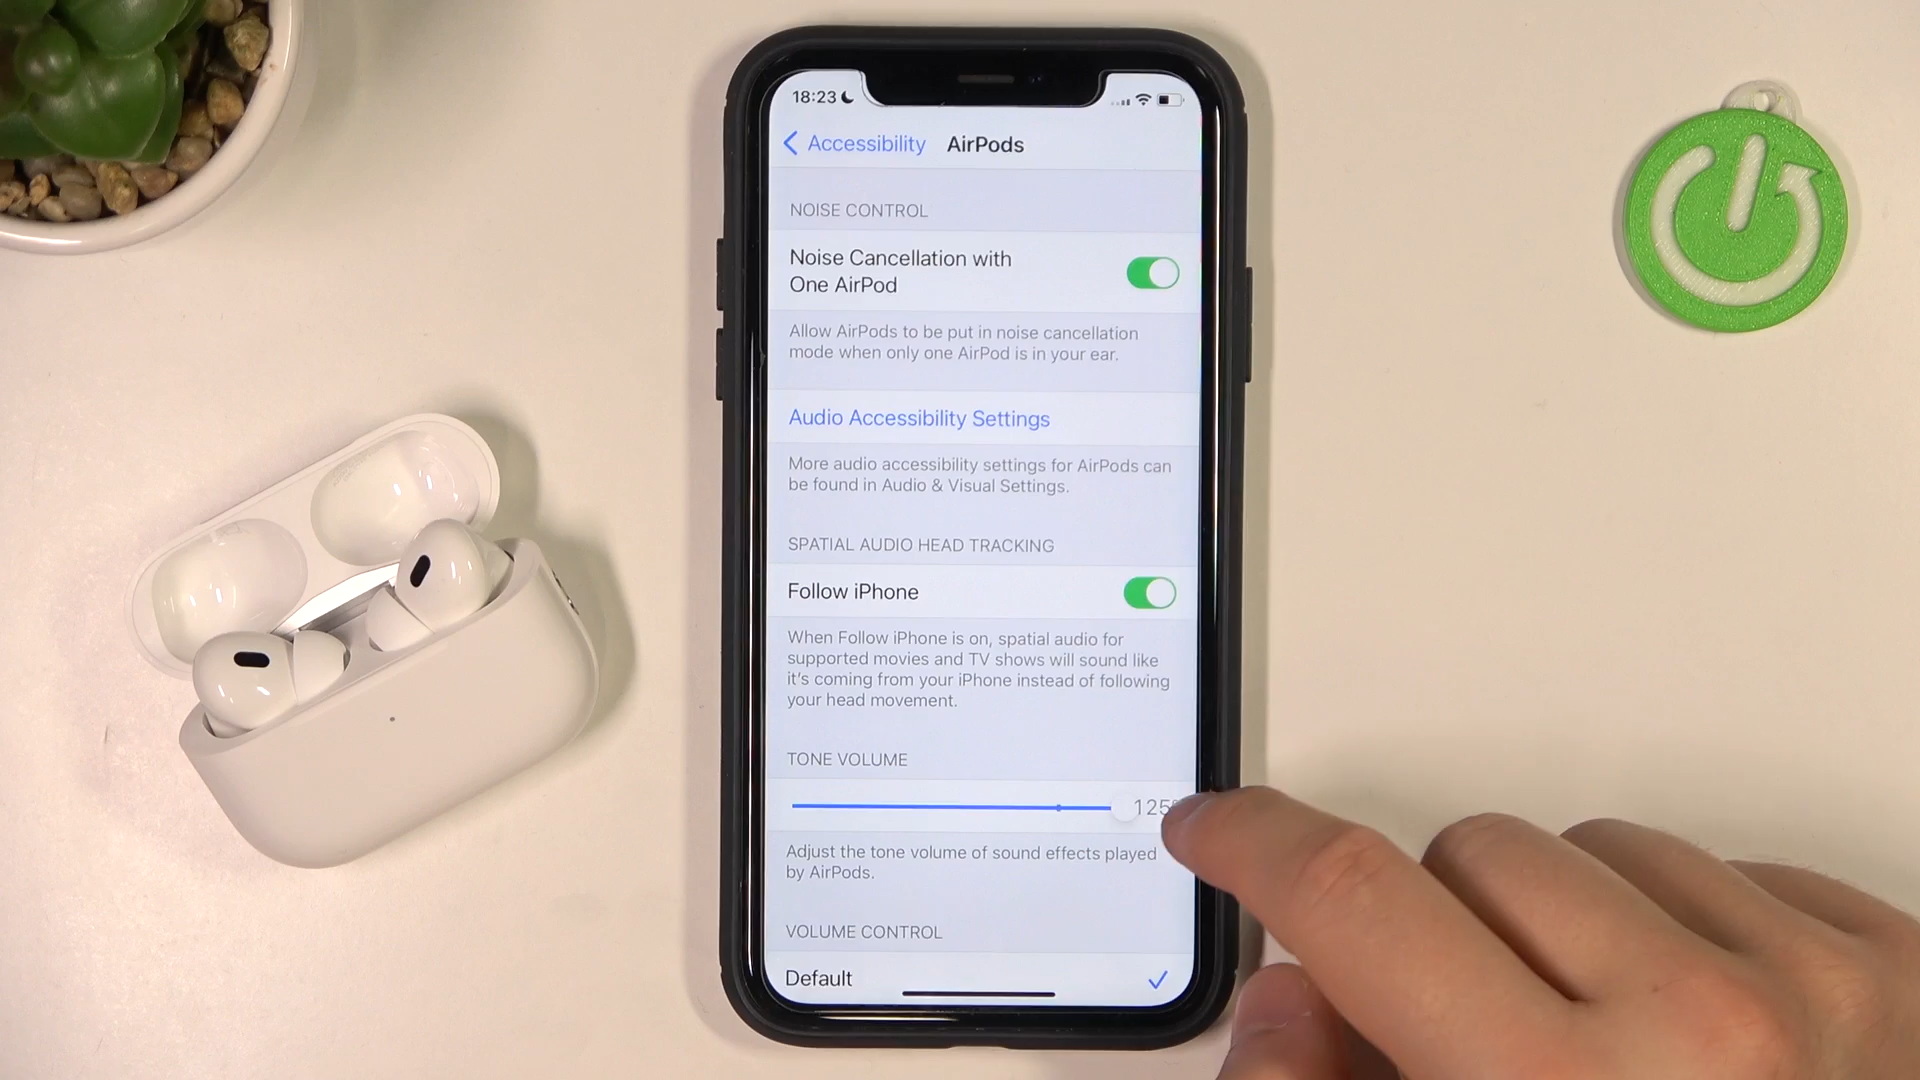 18:23
Accessibility AirPods
NOISE CONTROL
Noise Cancellation with
One AirPod
Allow AirPods to be put in noise cancellation
mode when only one AirPod is in your ear.
Audio Accessibility Settings
More audio accessibility settings for AirPods can
be found in Audio & Visual Settings.
SPATIAL AUDIO HEAD TRACKING
Follow iPhone
When Follow iPhone is on, spatial audio for
supported movies and TV shows will sound like
it's coming from your iPhone instead of following
your head movement.
TONE VOLUME
125
Adjust the tone volume of sound effects played
by AirPods.
VOLUME CONTROL
Default